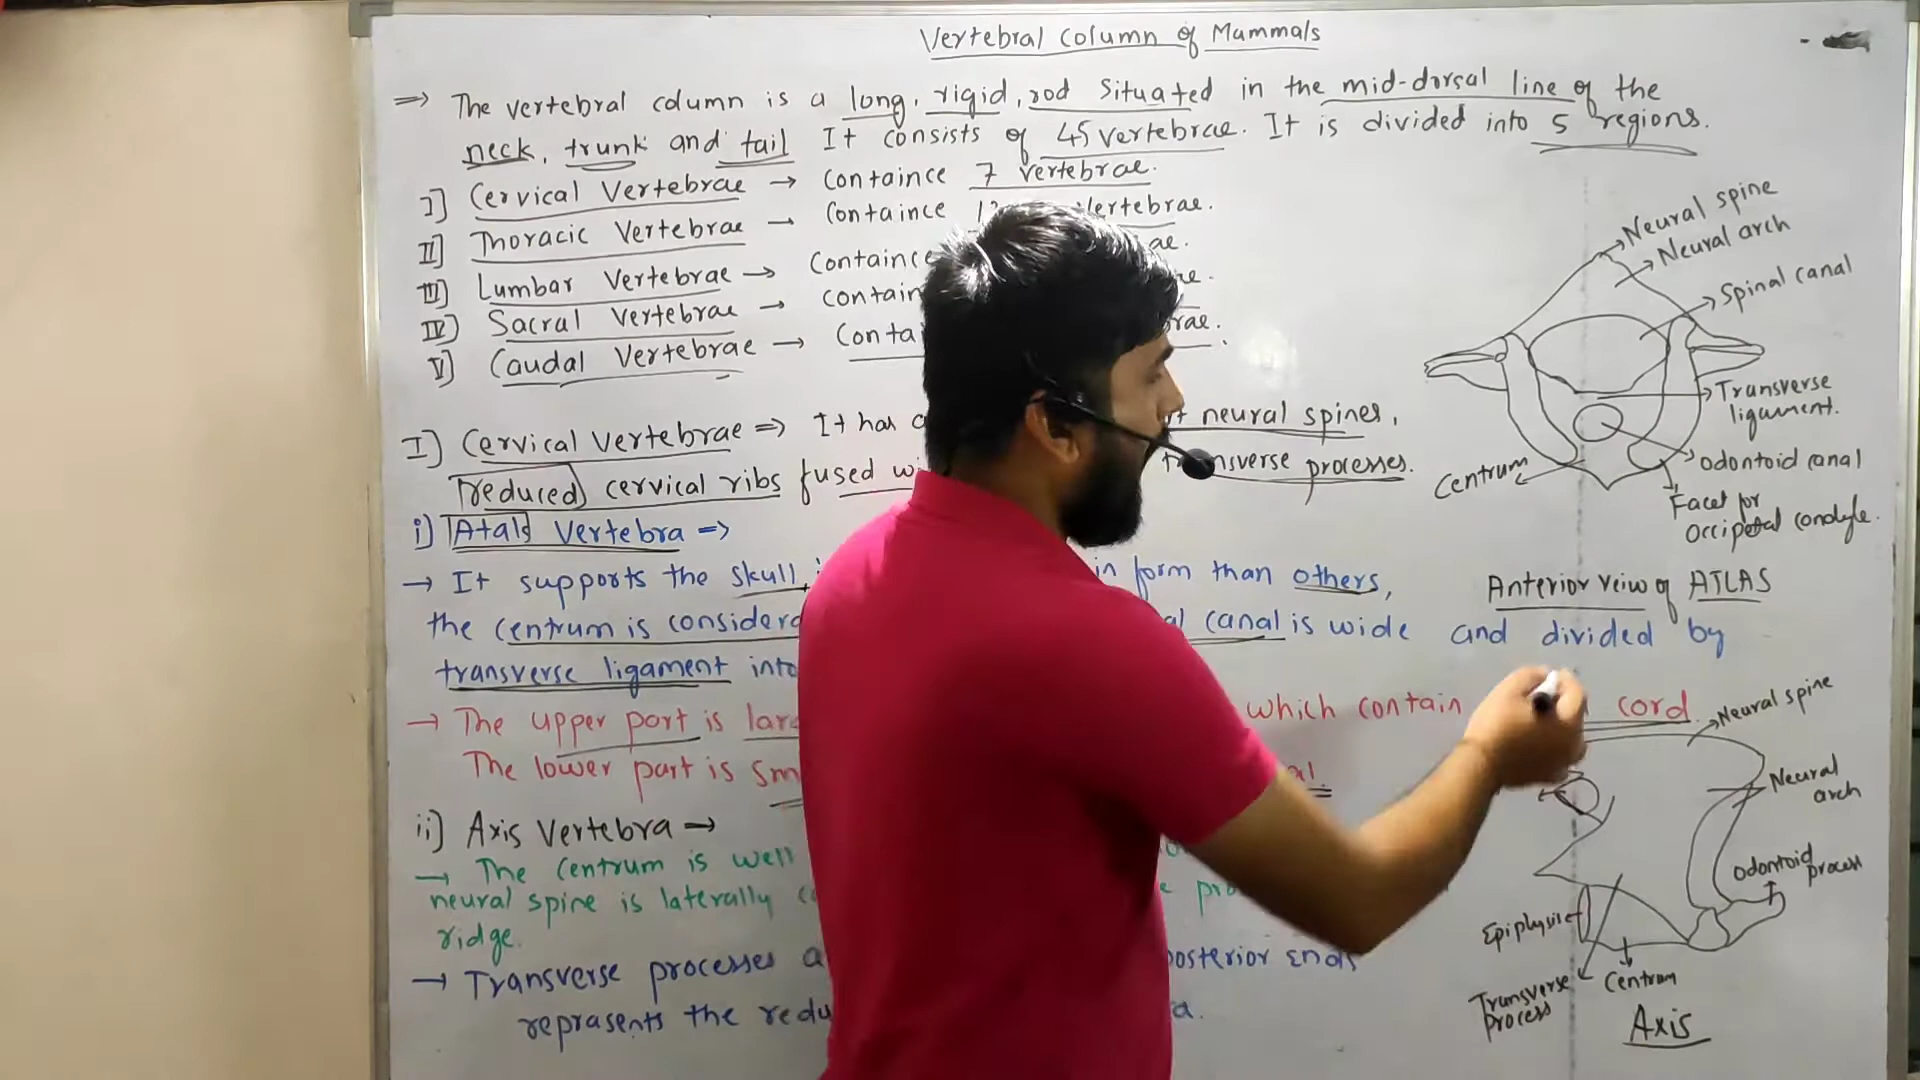 Vertebral Column of Mammals
=> The vertebral column is a long, rigid, rod situated in the mid-dorsal line of the
neck, trunk and tail It consists of 45 vertebrae. It is divided into 5 regions.
I] Cervical Vertebrae → containce 7 vertebrae.
II] Thoracic Vertebrae → containce Vertebrae.
III] Lumbar Vertebrae → containce ae.
IV] Sacral Vertebrae → contain
V] Caudal Vertebrae → Contai rae.
Neural spine
Neural arch
Spinal canal
Transverse
ligament.
odontoid canal
Centrum
Facet for
occipetal condyle.
Anterior veiw of ATLAS
I] Cervical Vertebrae => It has neural spines,
reduced cervical ribs fused transverse processes.
i] Atals Vertebra =>
→ It supports the skull, in form than others,
the centrum is considera canal is wide and divided by
transverse ligament into
→ The upper part is lar which contain cord
The lower part is sm al.
ii] Axis Vertebra →
→ The centrum is well
neural spine is laterally pro
ridge.
→ Transverse processes a posterior ends
reprasents the redu a.
Neural spine
Neural
arch
odontoid
process
Epiphysis
Centrum
Transverse
process
Axis